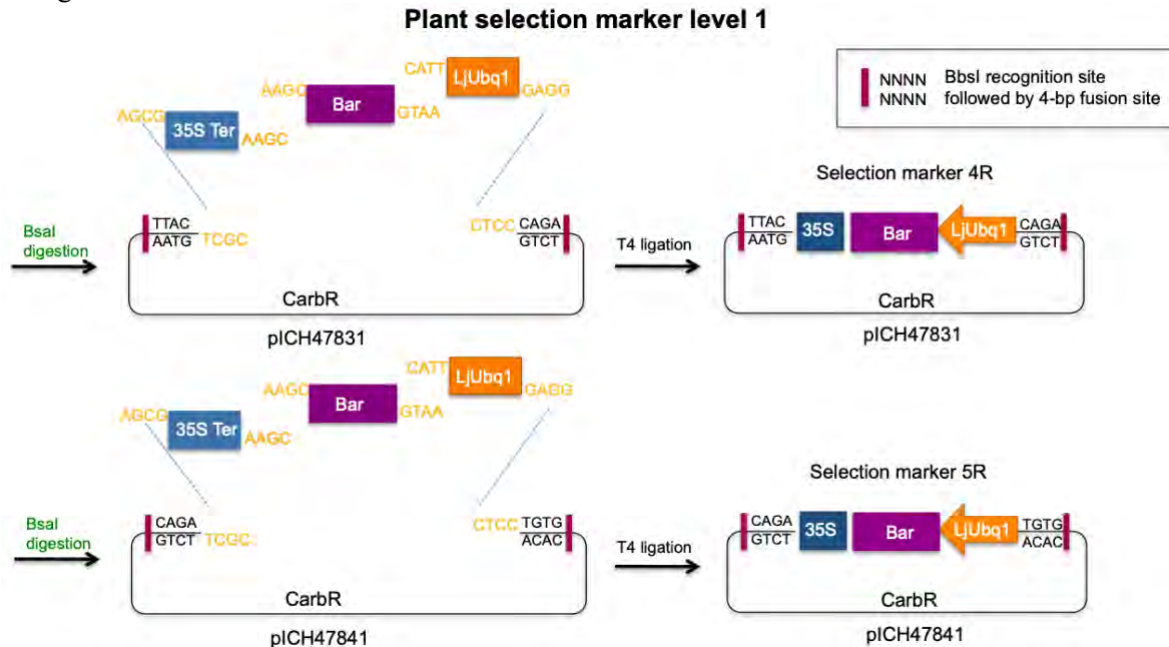 Plant selection marker level 1
NNNN BbsI recognition site
NNNN followed by 4-bp fusion site
CATT LjUbq1 GAGG
AAGC Bar GTAA
AGCG 35S Ter AAGC
Selection marker 4R
BsaI
digestion
TTAC
AATG TCGC
CTCC CAGA
GTCT
T4 ligation
TTAC
AATG
35S Bar LjUbq1
CAGA
GTCT
CarbR
pICH47831
CarbR
pICH47831
CATT LjUbq1 GAGG
AAGC Bar GTAA
AGCG 35S Ter AAGC
Selection marker 5R
BsaI
digestion
CAGA
GTCT TCGC
CTCC TGTG
ACAC
T4 ligation
CAGA
GTCT
35S Bar LjUbq1
TGTG
ACAC
CarbR
pICH47841
CarbR
pICH47841